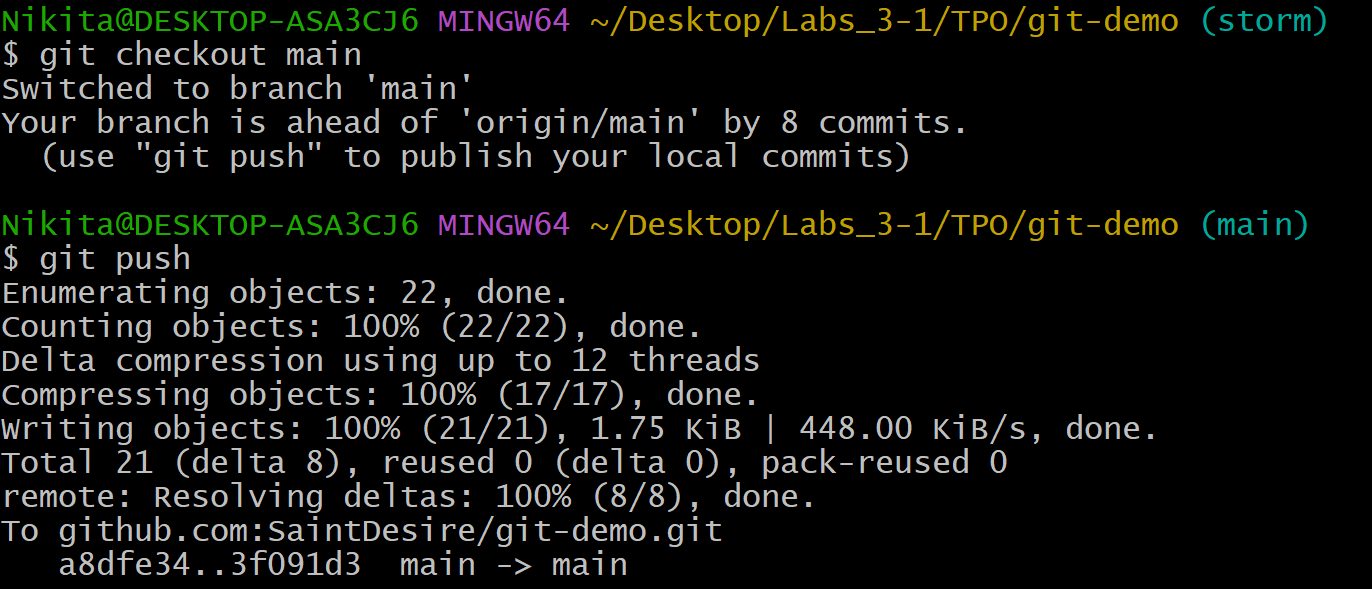 Nikita@DESKTOP-ASA3CJ6 MINGW64 ~/Desktop/Labs_3-1/TPO/git-demo (storm)
$ git checkout main
Switched to branch 'main'
Your branch is ahead of 'origin/main' by 8 commits.
  (use "git push" to publish your local commits)

Nikita@DESKTOP-ASA3CJ6 MINGW64 ~/Desktop/Labs_3-1/TPO/git-demo (main)
$ git push
Enumerating objects: 22, done.
Counting objects: 100% (22/22), done.
Delta compression using up to 12 threads
Compressing objects: 100% (17/17), done.
Writing objects: 100% (21/21), 1.75 KiB | 448.00 KiB/s, done.
Total 21 (delta 8), reused 0 (delta 0), pack-reused 0
remote: Resolving deltas: 100% (8/8), done.
To github.com:SaintDesire/git-demo.git
   a8dfe34..3f091d3  main -> main